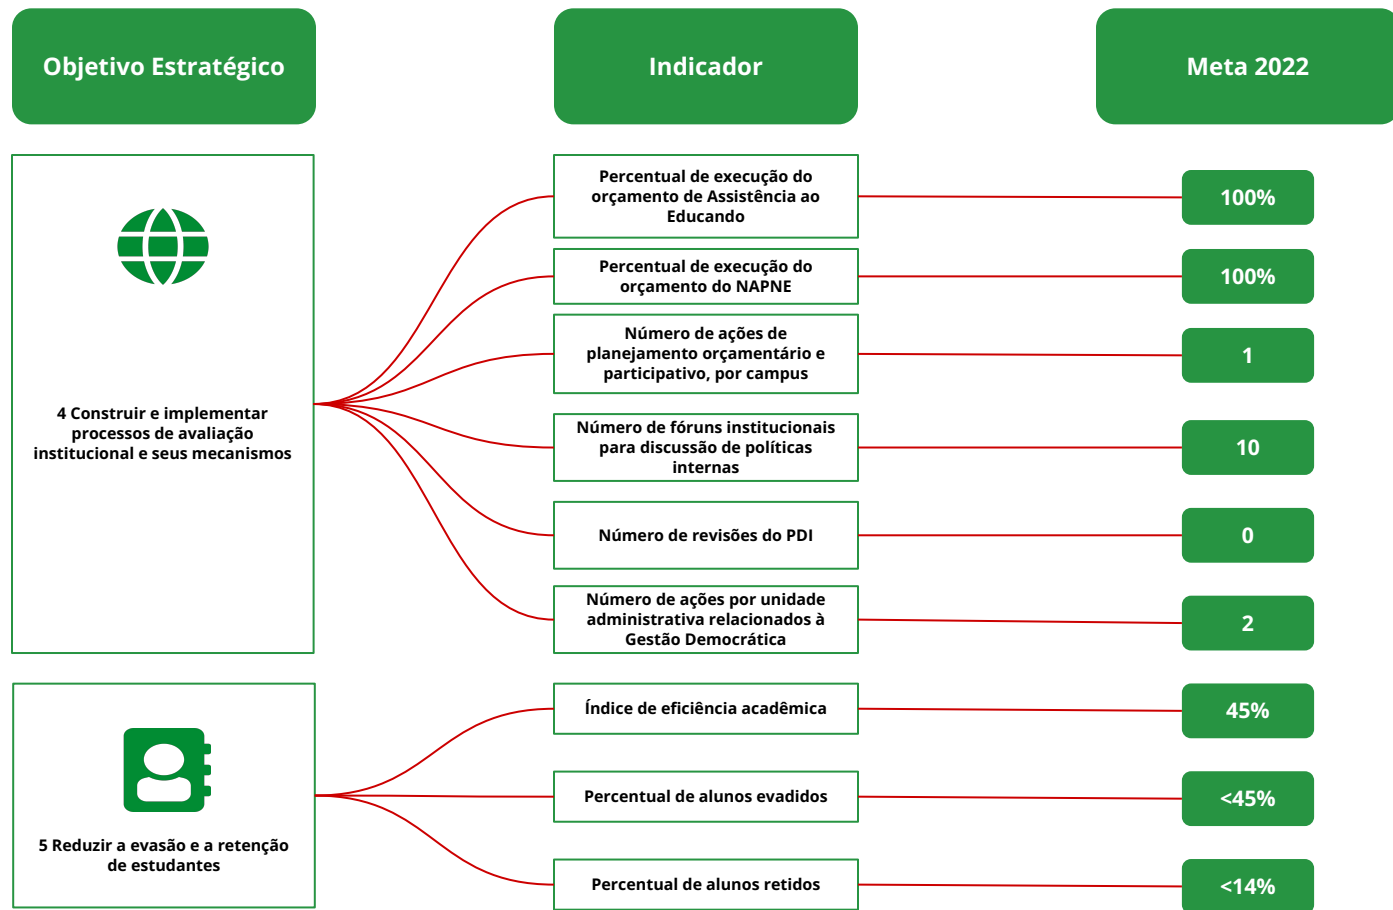 Objetivo Estratégico
Indicador
Meta 2022
4 Construir e implementar
processos de avaliação
institucional e seus mecanismos
Percentual de execução do
orçamento de Assistência ao
Educando
100%
Percentual de execução do
orçamento do NAPNE
100%
Número de ações de
planejamento orçamentário e
participativo, por campus
1
Número de fóruns institucionais
para discussão de políticas
internas
10
Número de revisões do PDI
0
Número de ações por unidade
administrativa relacionados à
Gestão Democrática
2
5 Reduzir a evasão e a retenção
de estudantes
Índice de eficiência acadêmica
45%
Percentual de alunos evadidos
<45%
Percentual de alunos retidos
<14%